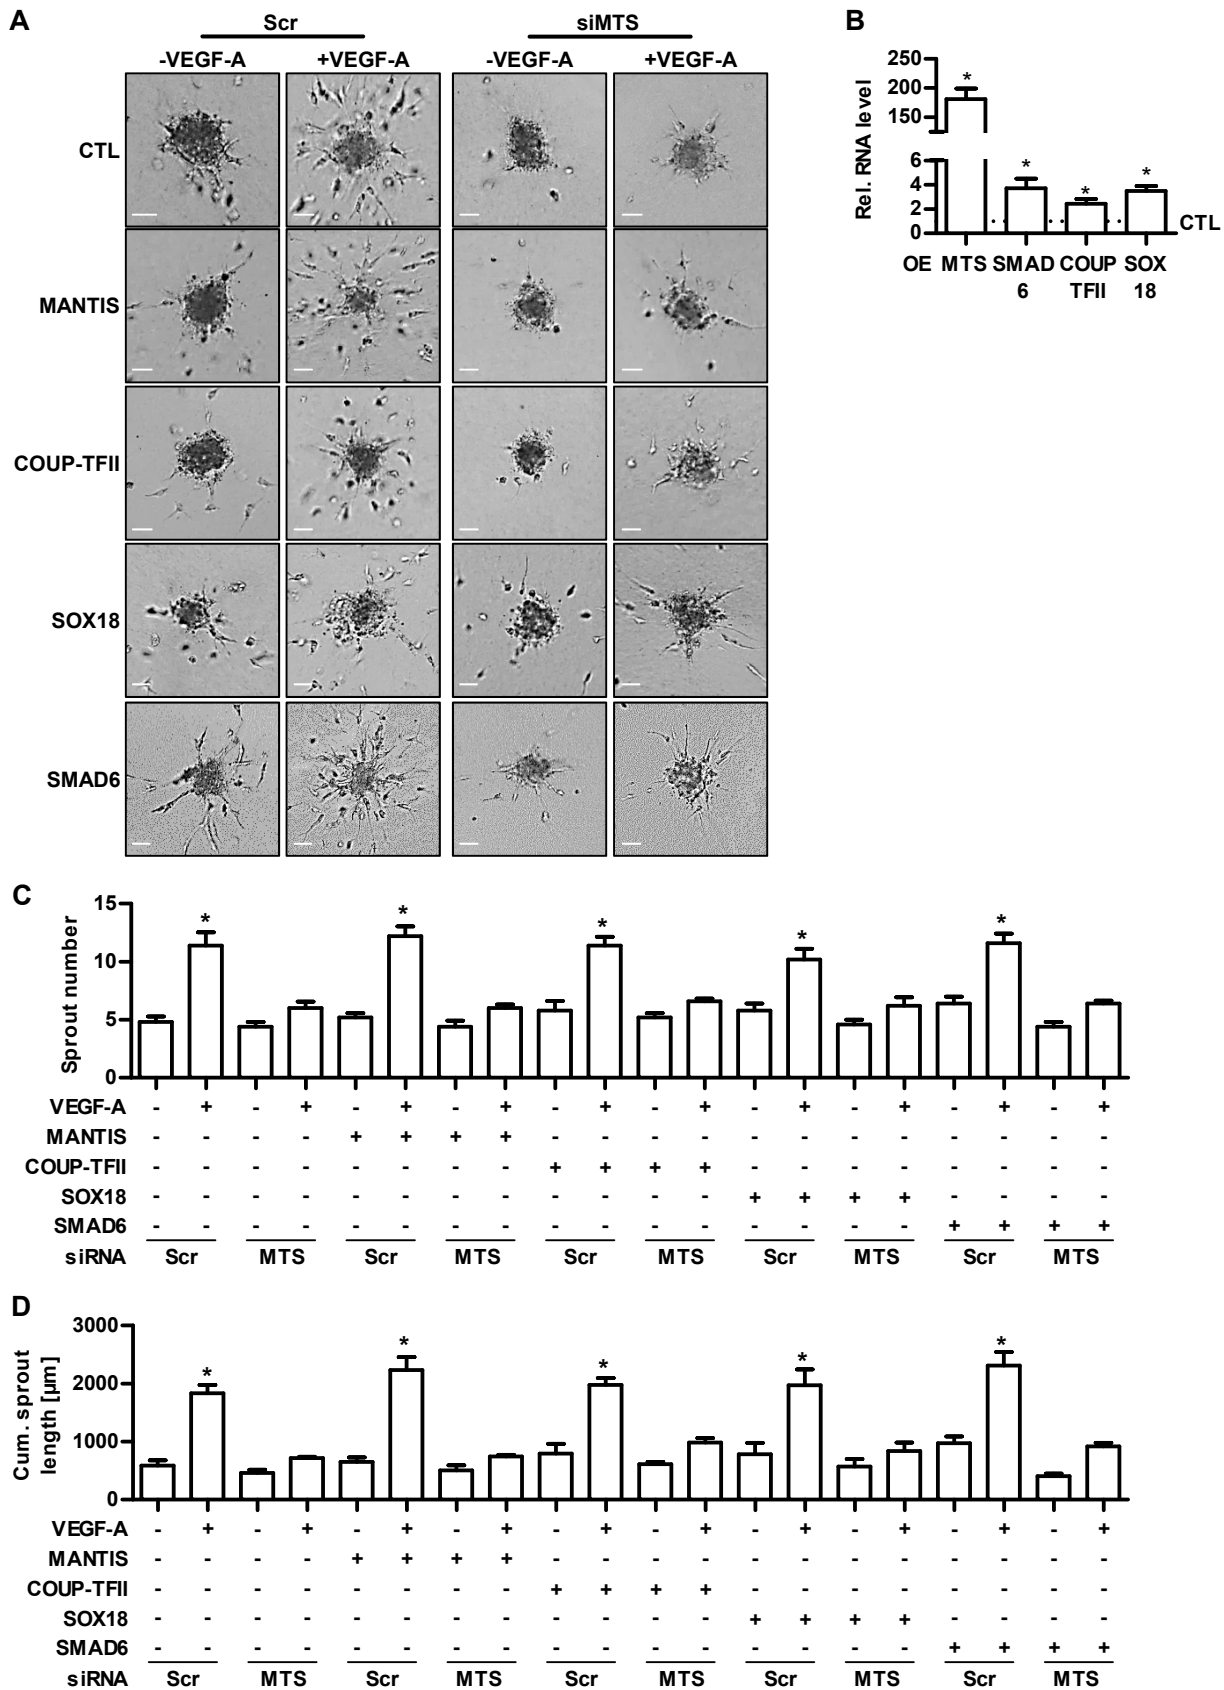 A
Scr
siMTS
-VEGF-A
+VEGF-A
-VEGF-A
+VEGF-A
CTL
MANTIS
COUP-TFII
SOX18
SMAD6
B
Rel. RNA level
250
200
150
6
4
2
0
*
*
*
*
CTL
OE MTS SMAD COUP SOX
6 TFII 18
C
Sprout number
15
10
5
0
* * * * *
VEGF-A - + - + - + - + - + - + - + - + - + - +
MANTIS - - - - + + + + - - - - - - - - - - - -
COUP-TFII - - - - - - - - + + + + - - - - - - - -
SOX18 - - - - - - - - - - - - + + + + - - - -
SMAD6 - - - - - - - - - - - - - - - - + + + +
siRNA Scr MTS Scr MTS Scr MTS Scr MTS Scr MTS
D
Cum. sprout
length [µm]
3000
2000
1000
0
* * * * *
VEGF-A - + - + - + - + - + - + - + - + - + - +
MANTIS - - - - + + + + - - - - - - - - - - - -
COUP-TFII - - - - - - - - + + + + - - - - - - - -
SOX18 - - - - - - - - - - - - + + + + - - - -
SMAD6 - - - - - - - - - - - - - - - - + + + +
siRNA Scr MTS Scr MTS Scr MTS Scr MTS Scr MTS